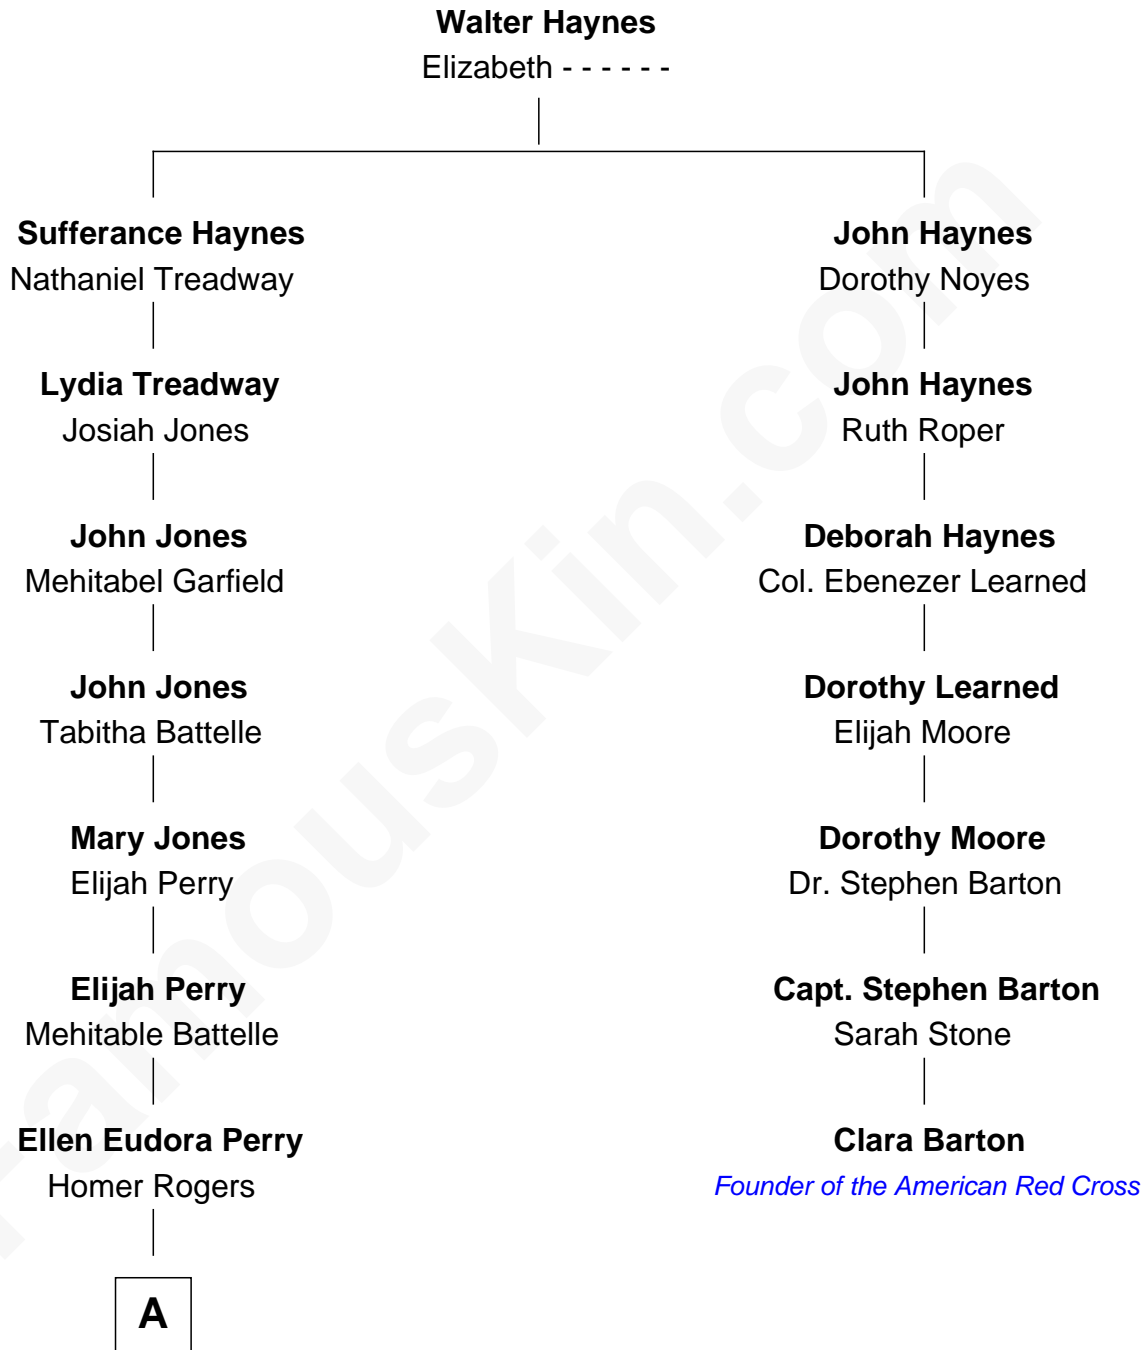 Walter Haynes
Elizabeth - - - - - -
Sufferance Haynes
Nathaniel Treadway
John Haynes
Dorothy Noyes
Lydia Treadway
Josiah Jones
John Haynes
Ruth Roper
John Jones
Mehitabel Garfield
Deborah Haynes
Col. Ebenezer Learned
John Jones
Tabitha Battelle
Dorothy Learned
Elijah Moore
Mary Jones
Elijah Perry
Dorothy Moore
Dr. Stephen Barton
Elijah Perry
Mehitable Battelle
Capt. Stephen Barton
Sarah Stone
Ellen Eudora Perry
Homer Rogers
Clara Barton
Founder of the American Red Cross
A
FamousKin.com